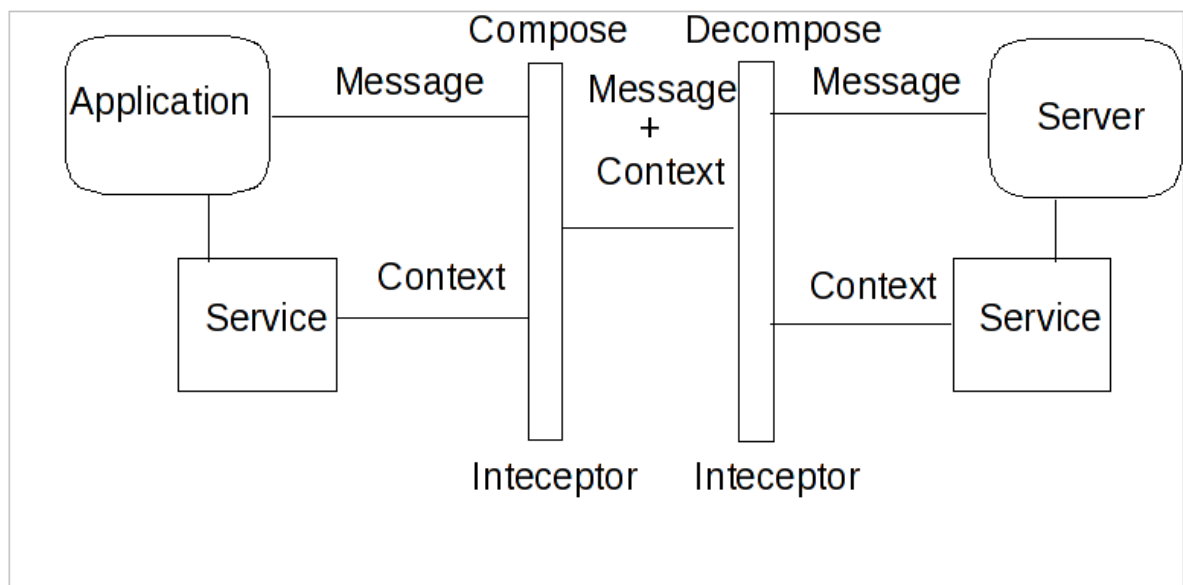 Compose
Decompose
Application
Message
Message
+
Context
Message
Server
Service
Context
Context
Service
Inteceptor
Inteceptor